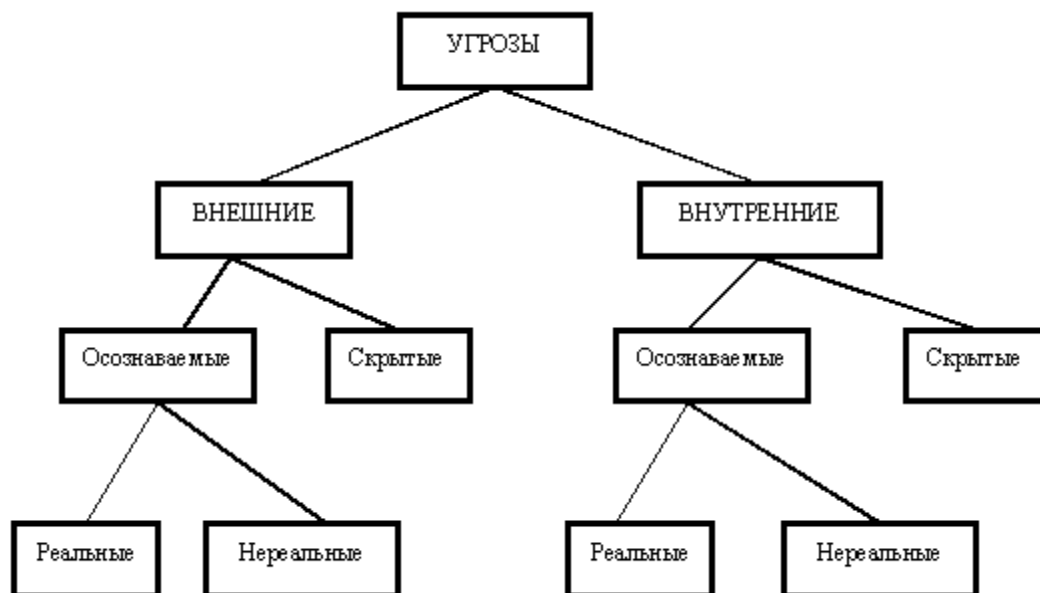 УГРОЗЫ
ВНЕШНИЕ
ВНУТРЕННИЕ
Осознаваемые
Скрытые
Осознаваемые
Скрытые
Реальные
Нереальные
Реальные
Нереальные